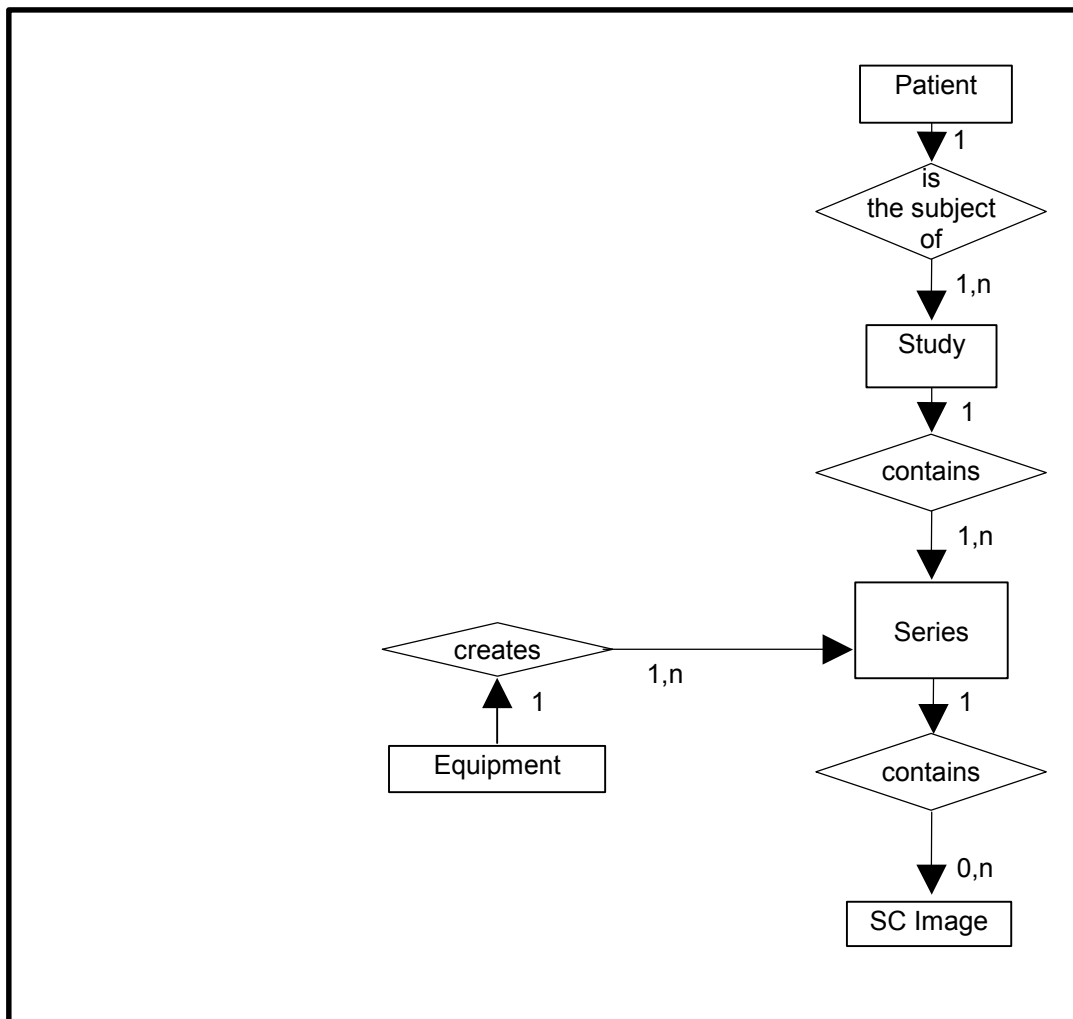 Patient
1
is
the subject
of
1,n
Study
1
contains
1,n
Series
creates
1,n
1
1
Equipment
contains
0,n
SC Image